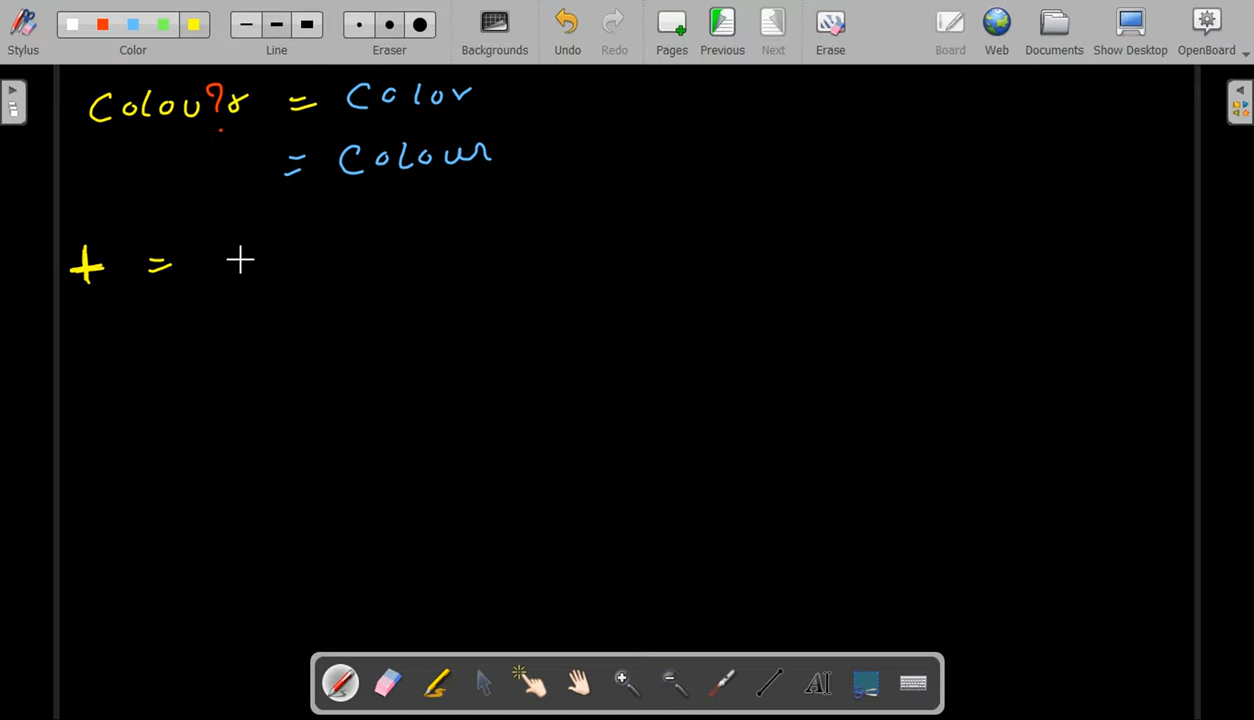 Stylus Color Line Eraser Backgrounds Undo Redo Pages Previous Next Erase Board Web Documents Show Desktop OpenBoard
Colou?r = Color
= Colour
+ =
AI